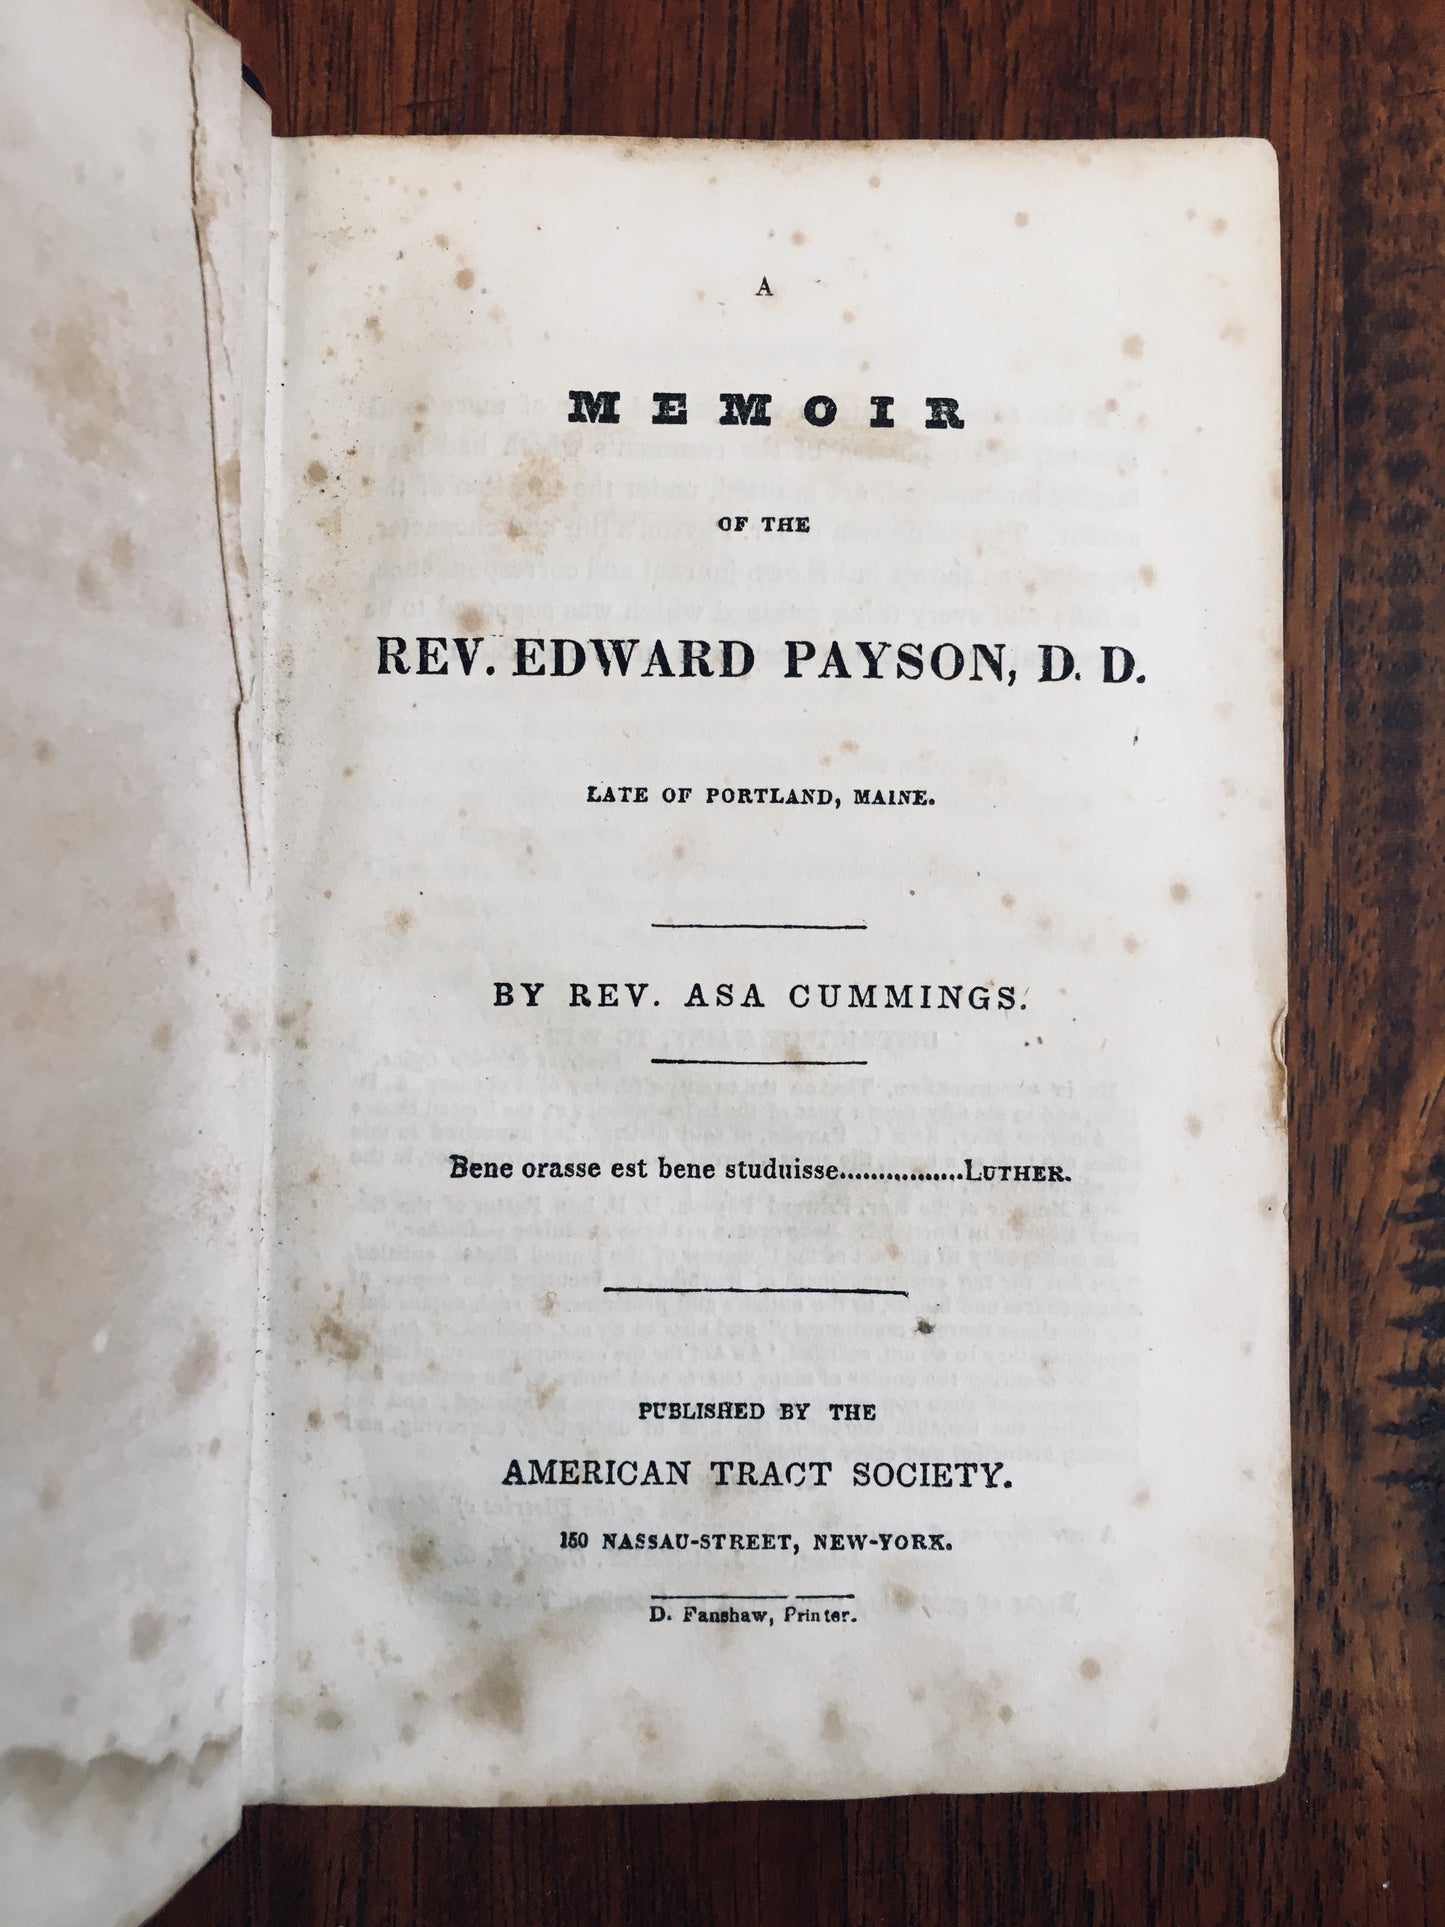 A
MEMOIR
OF THE
REV. EDWARD PAYSON, D. D.
LATE OF PORTLAND, MAINE.
BY REV. ASA CUMMINGS.
Bene orasse est bene studuisse................LUTHER.
PUBLISHED BY THE
AMERICAN TRACT SOCIETY.
150 NASSAU-STREET, NEW-YORK.
D. Fanshaw, Printer.